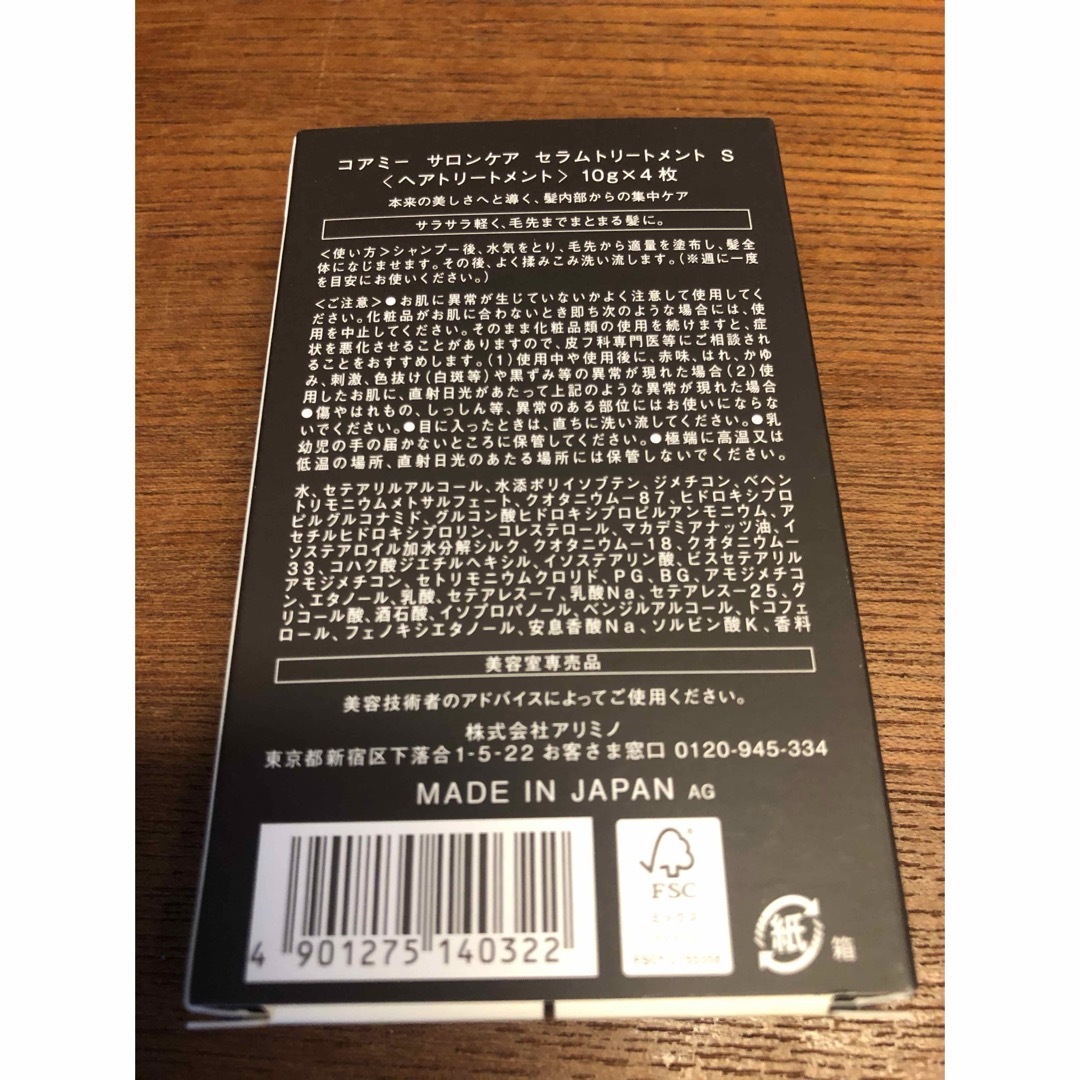 コアミー サロンケア セラムトリートメント S
〈ヘアトリートメント〉 10g×4枚
本来の美しさへと導く、髪内部からの集中ケア
サラサラ軽く、毛先までまとまる髪に。
〈使い方〉シャンプー後、水気をとり、毛先から適量を塗布し、髪全
体になじませます。その後、よく揉みこみ洗い流します。(※週に一度
を目安にお使いください。)
〈ご注意〉●お肌に異常が生じていないかよく注意して使用してく
ださい。化粧品がお肌に合わないとき即ち次のような場合には、使
用を中止してください。そのまま化粧品類の使用を続けますと、症
状を悪化させることがありますので、皮フ科専門医等にご相談され
ることをおすすめします。(1)使用中や使用後に、赤味、はれ、かゆ
み、刺激、色抜け(白斑等)や黒ずみ等の異常が現れた場合(2)使
用したお肌に、直射日光があたって上記のような異常が現れた場合
●傷やはれもの、しっしん等、異常のある部位にはお使いにならな
いでください。●目に入ったときは、直ちに洗い流してください。●乳
幼児の手の届かないところに保管してください。●極端に高温又は
低温の場所、直射日光のあたる場所には保管しないでください。
水、セテアリルアルコール、水添ポリイソブテン、ジメチコン、ベヘン
トリモニウムメトサルフェート、クオタニウム-87、ヒドロキシプロ
ピルグルコナミド、グルコン酸ヒドロキシプロピルアンモニウム、ア
セチルヒドロキシプロリン、コレステロール、マカデミアナッツ油、イ
ソステアロイル加水分解シルク、クオタニウム-18、クオタニウム-
33、コハク酸ジエチルヘキシル、イソステアリン酸、ビスセテアリル
アモジメチコン、セトリモニウムクロリド、PG、BG、アモジメチコ
ン、エタノール、乳酸、セテアレス-7、乳酸Na、セテアレス-25、グ
リコール酸、酒石酸、イソプロパノール、ベンジルアルコール、トコフェ
ロール、フェノキシエタノール、安息香酸Na、ソルビン酸K、香料
美容室専売品
美容技術者のアドバイスによってご使用ください。
株式会社アリミノ
東京都新宿区下落合1-5-22 お客さま窓口 0120-945-334
MADE IN JAPAN AG
4 901275 140322
FSC
ミックス
紙 箱